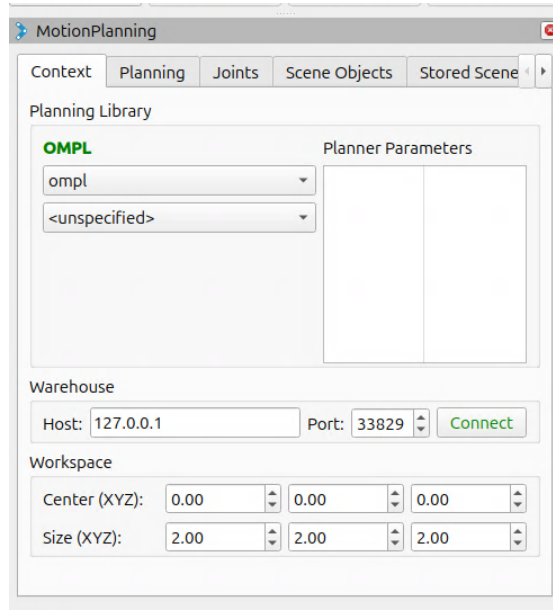 MotionPlanning
Context Planning Joints Scene Objects Stored Scene
Planning Library
OMPL Planner Parameters
ompl
<unspecified>
Warehouse
Host: 127.0.0.1 Port: 33829 Connect
Workspace
Center (XYZ): 0.00 0.00 0.00
Size (XYZ): 2.00 2.00 2.00